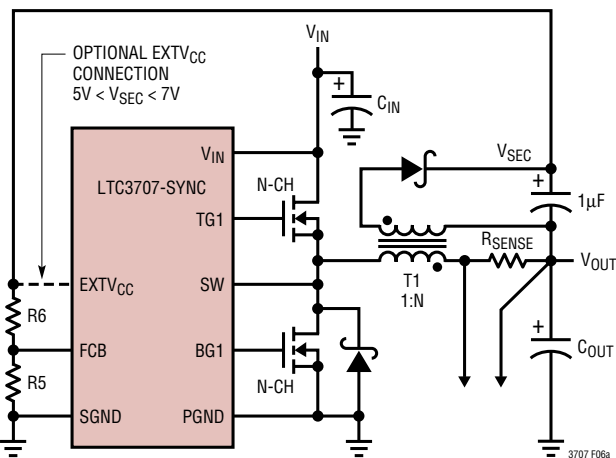 OPTIONAL EXTVCC
CONNECTION
5V < VSEC < 7V
VIN
+
CIN
VIN
LTC3707-SYNC
N-CH
TG1
VSEC
+
1µF
RSENSE
VOUT
T1
1:N
EXTVCC
SW
R6
FCB
BG1
N-CH
+
COUT
R5
SGND
PGND
3707 F06a